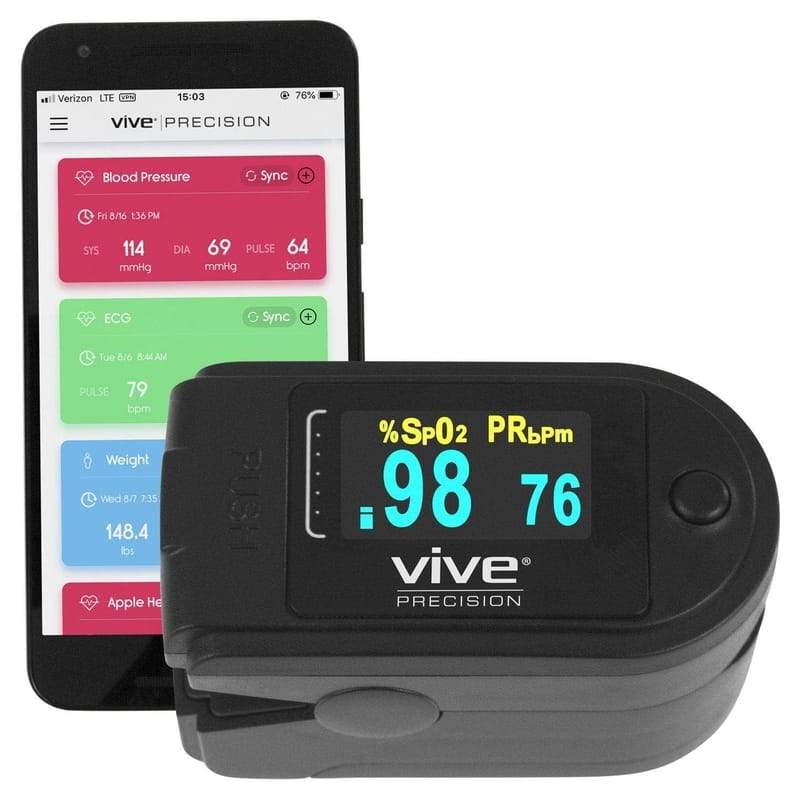 Verizon LTE VPN 15:03 76%
vive® | PRECISION
Blood Pressure Sync
Fri 8/16 1:36 PM
SYS 114 mmHg DIA 69 mmHg PULSE 64 bpm
ECG Sync
Tue 8/6 8:44 AM
PULSE 79 bpm
Weight
Wed 8/7 7:35
148.4
lbs
Apple He
PUSH
%SpO2 PRbPm
98 76
vive®
PRECISION